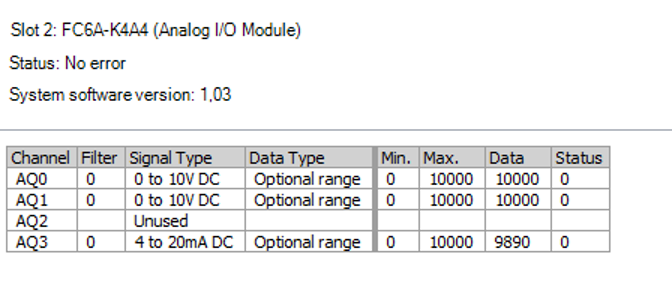 Slot 2: FC6A-K4A4 (Analog I/O Module)
Status: No error
System software version: 1,03
Channel Filter Signal Type Data Type Min. Max. Data Status
AQ0 0 0 to 10V DC Optional range 0 10000 10000 0
AQ1 0 0 to 10V DC Optional range 0 10000 10000 0
AQ2 Unused
AQ3 0 4 to 20mA DC Optional range 0 10000 9890 0